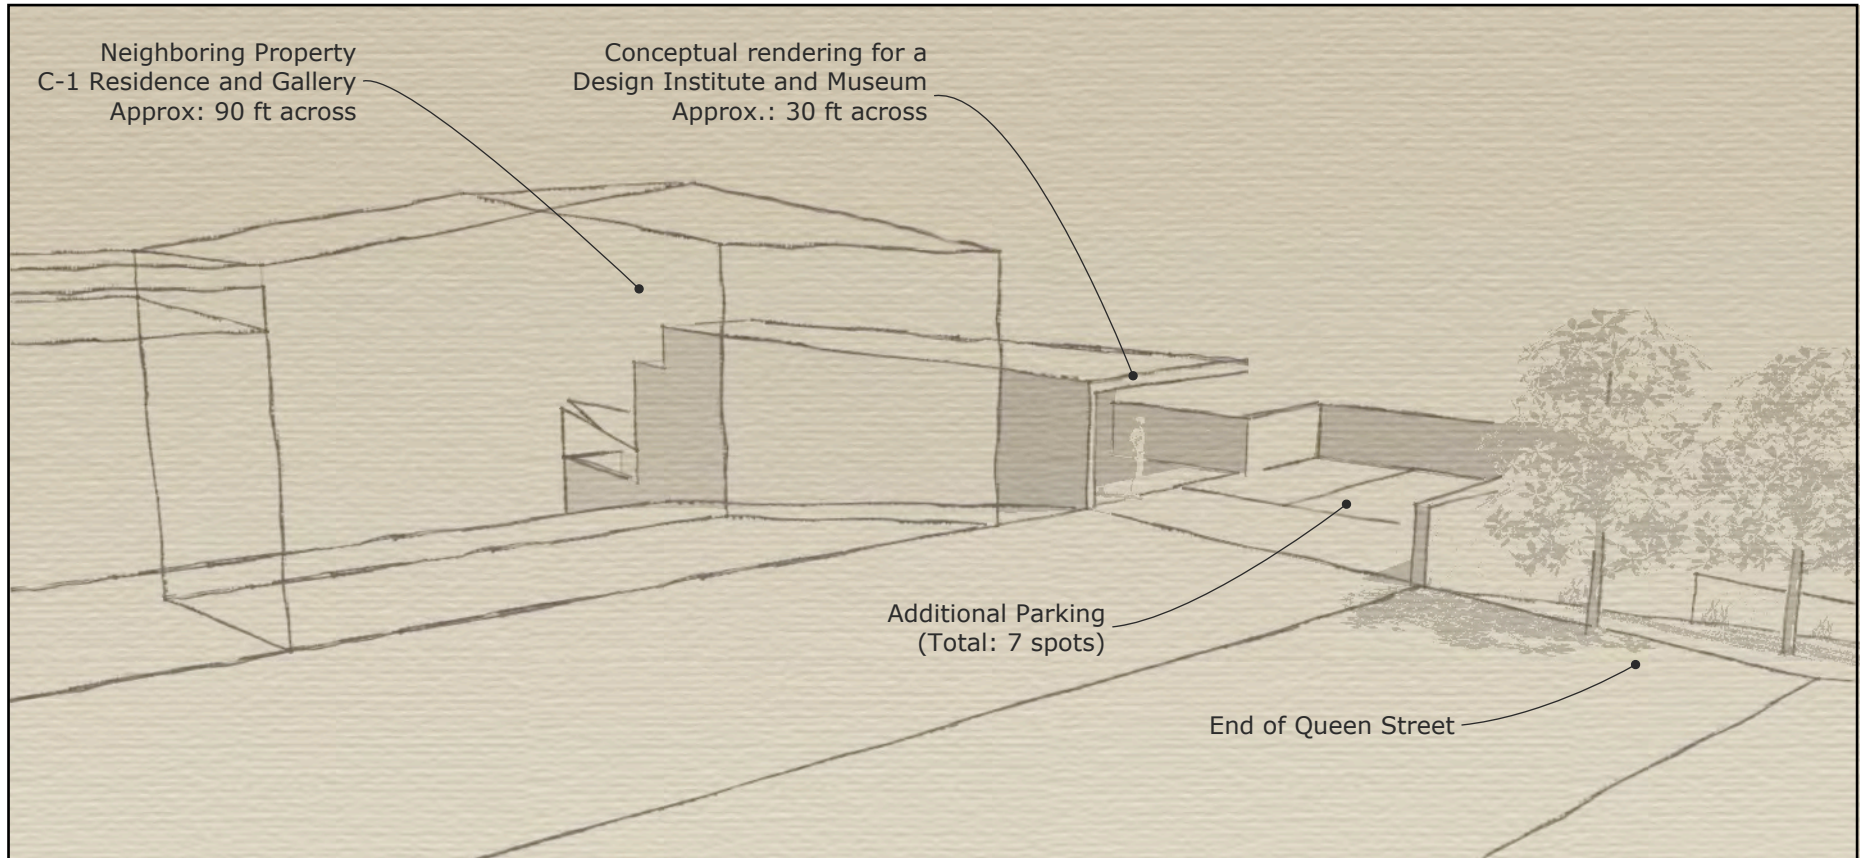 Neighboring Property
C-1 Residence and Gallery
Approx: 90 ft across
Conceptual rendering for a
Design Institute and Museum
Approx.: 30 ft across
Additional Parking
(Total: 7 spots)
End of Queen Street